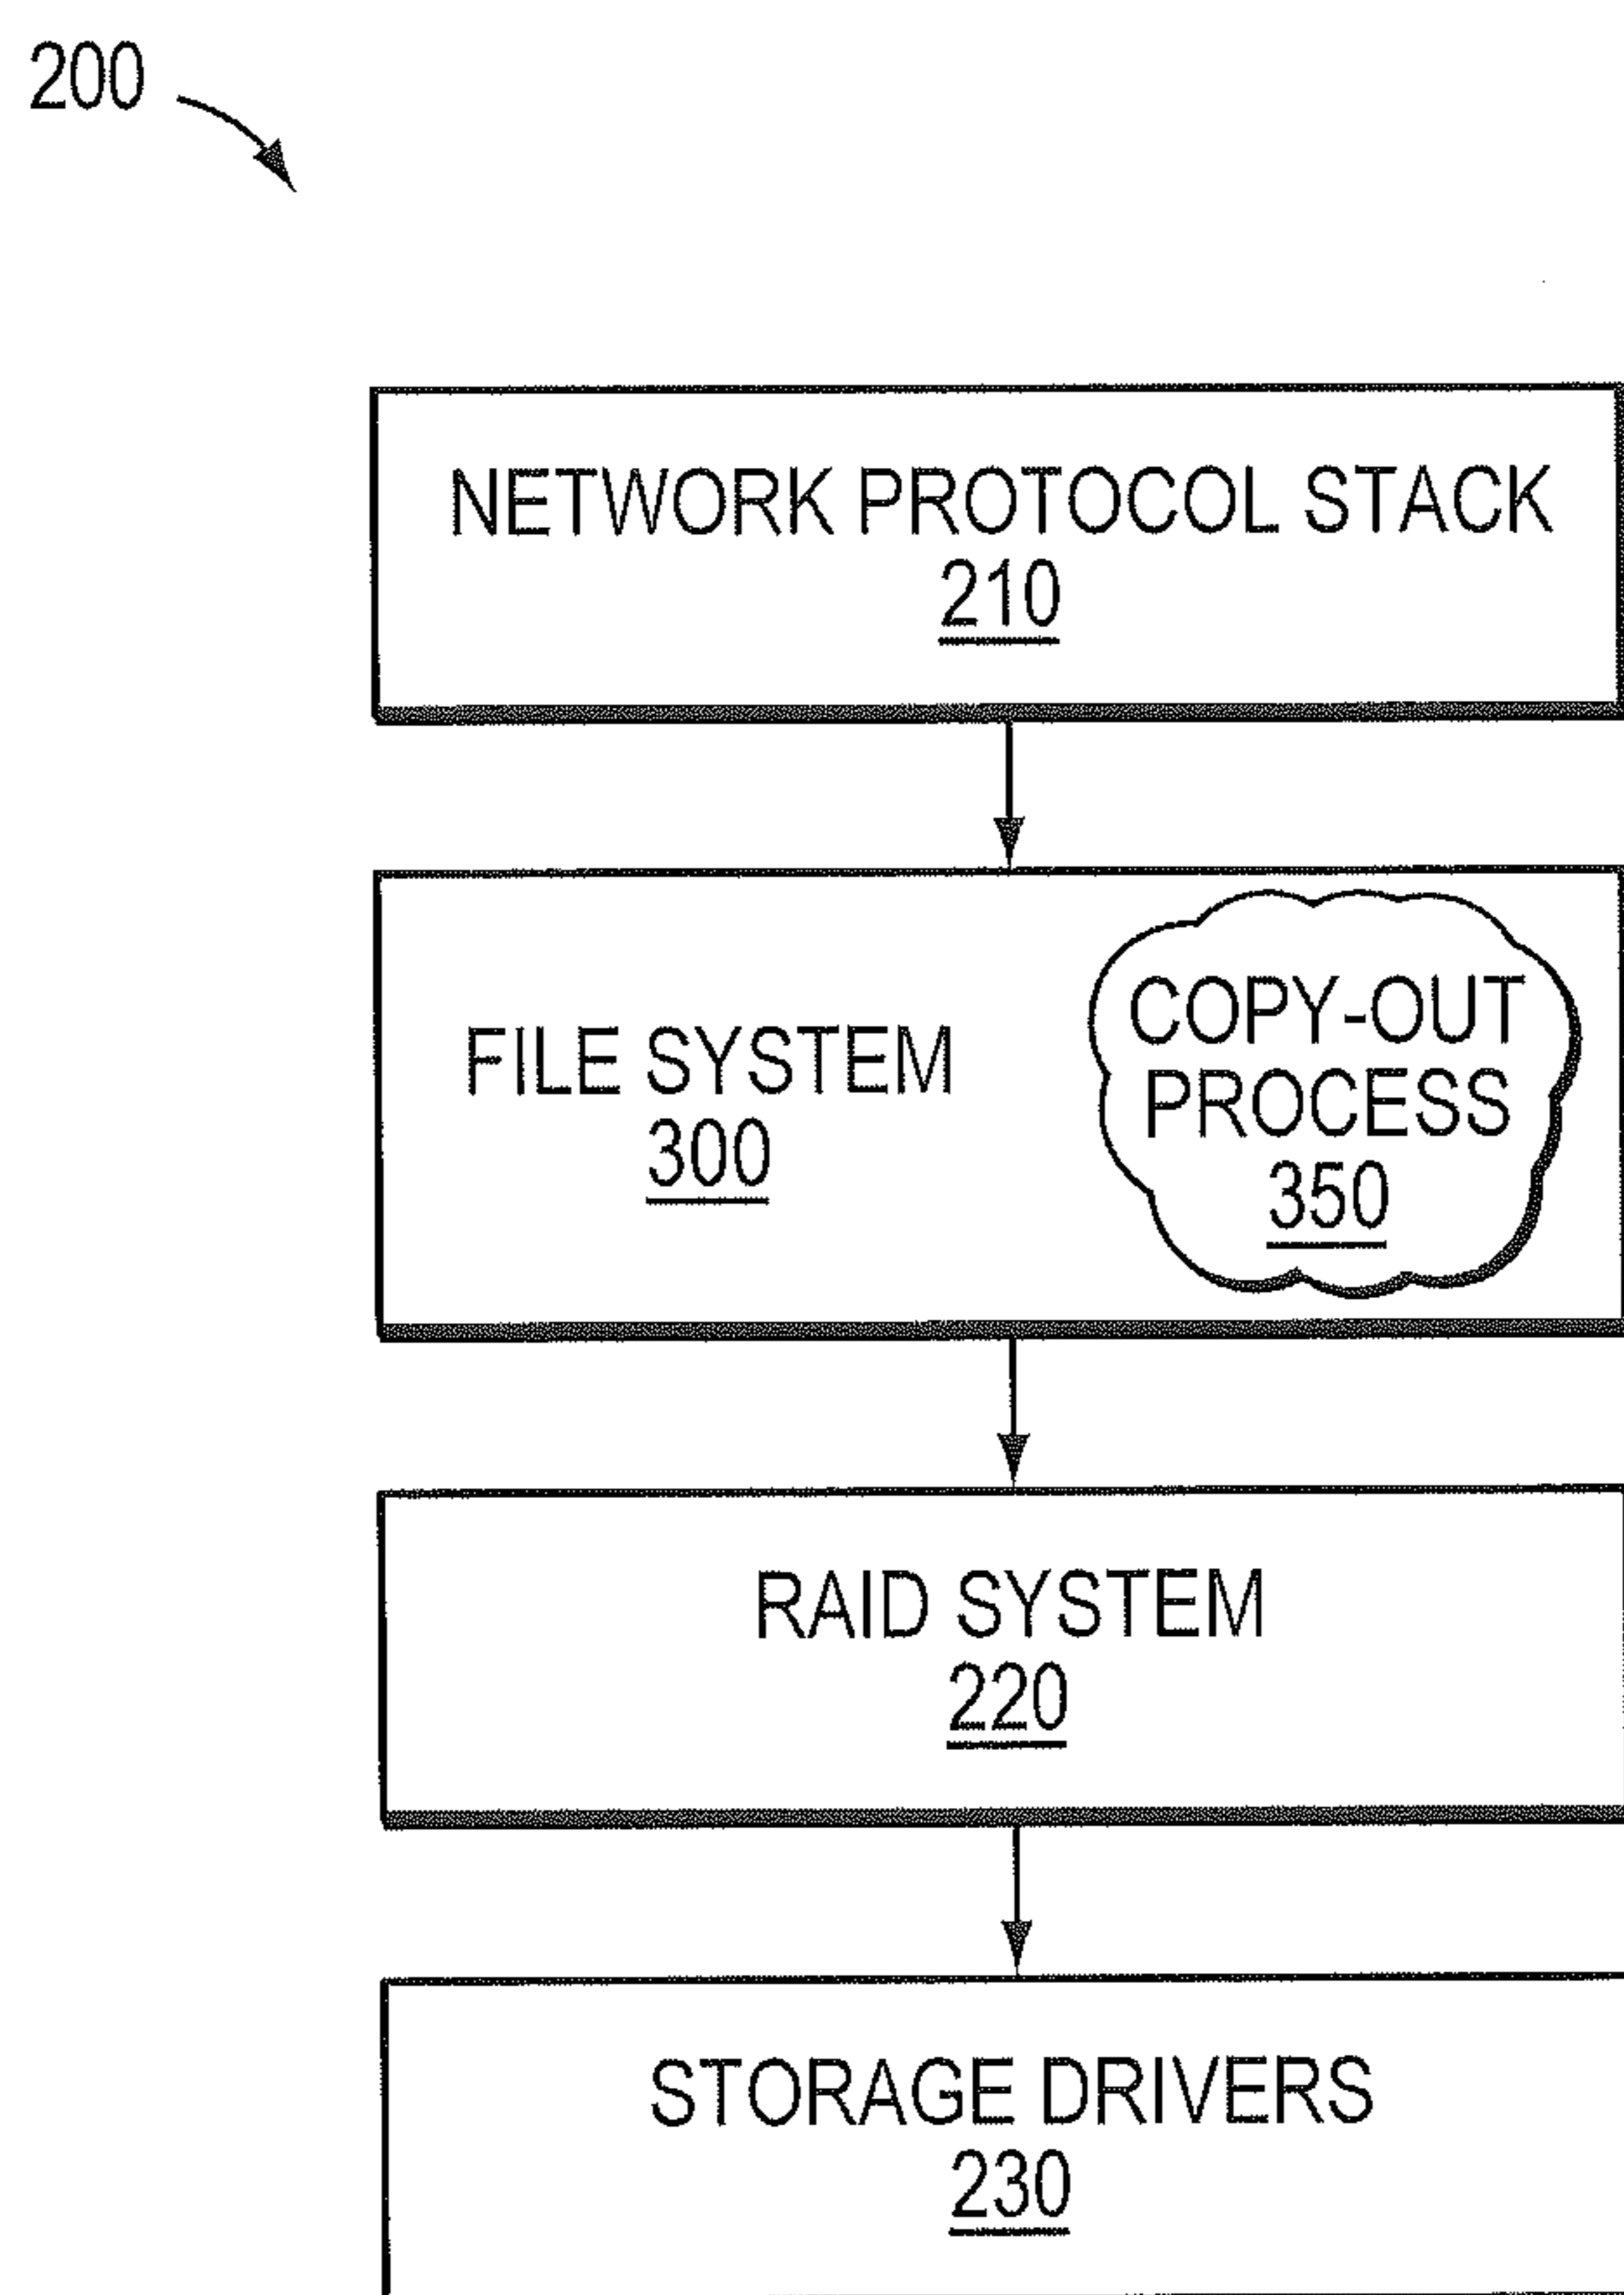 200
NETWORK PROTOCOL STACK
210
FILE SYSTEM
300
COPY-OUT
PROCESS
350
RAID SYSTEM
220
STORAGE DRIVERS
230